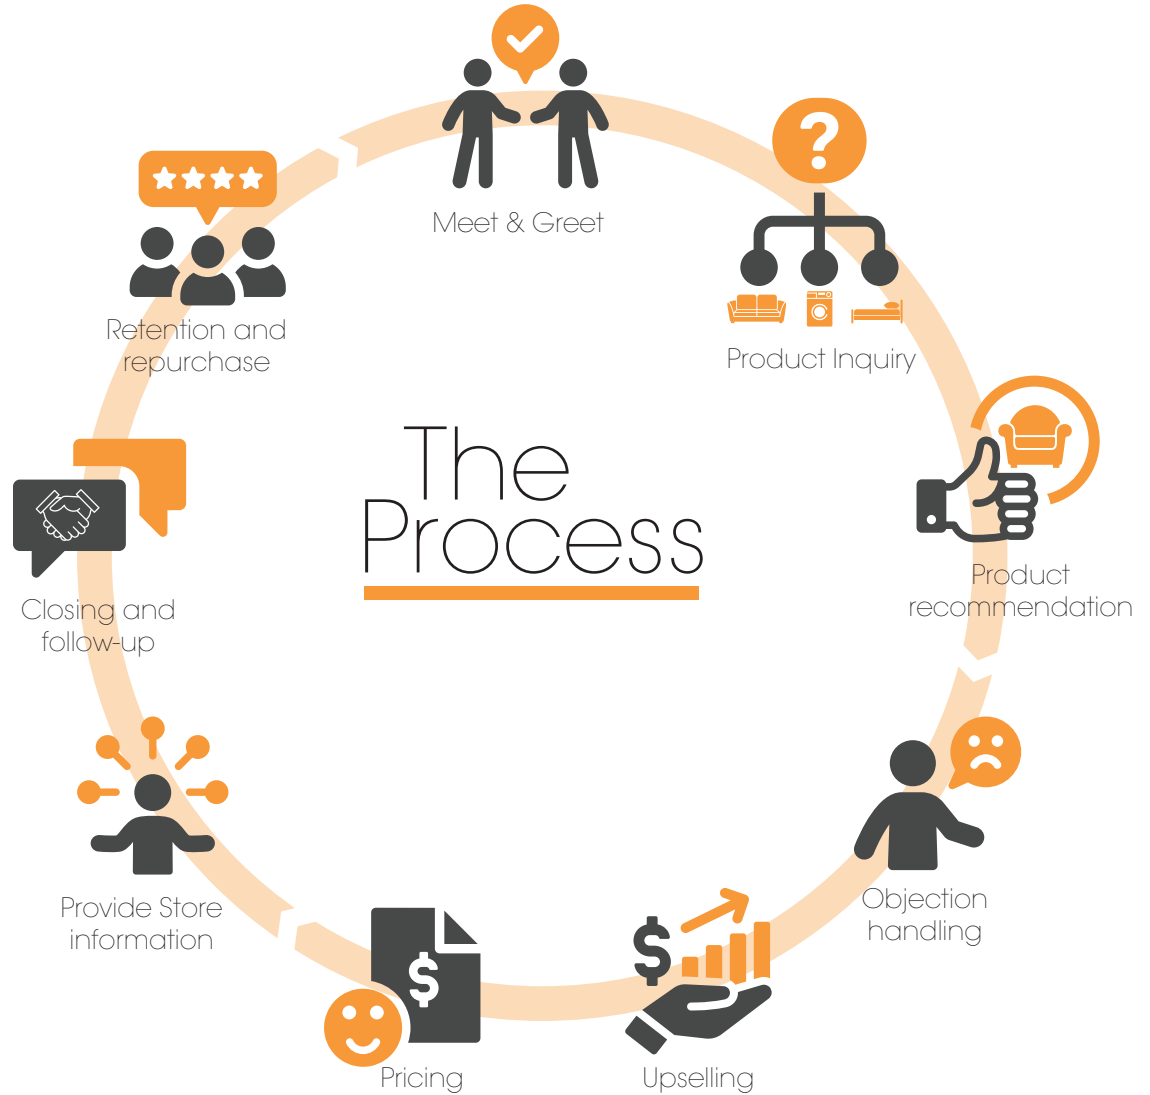 The
Process
Meet & Greet
?
Product Inquiry
Product
recommendation
Objection
handling
$
Upselling
$
Pricing
Provide Store
information
Closing and
follow-up
Retention and
repurchase